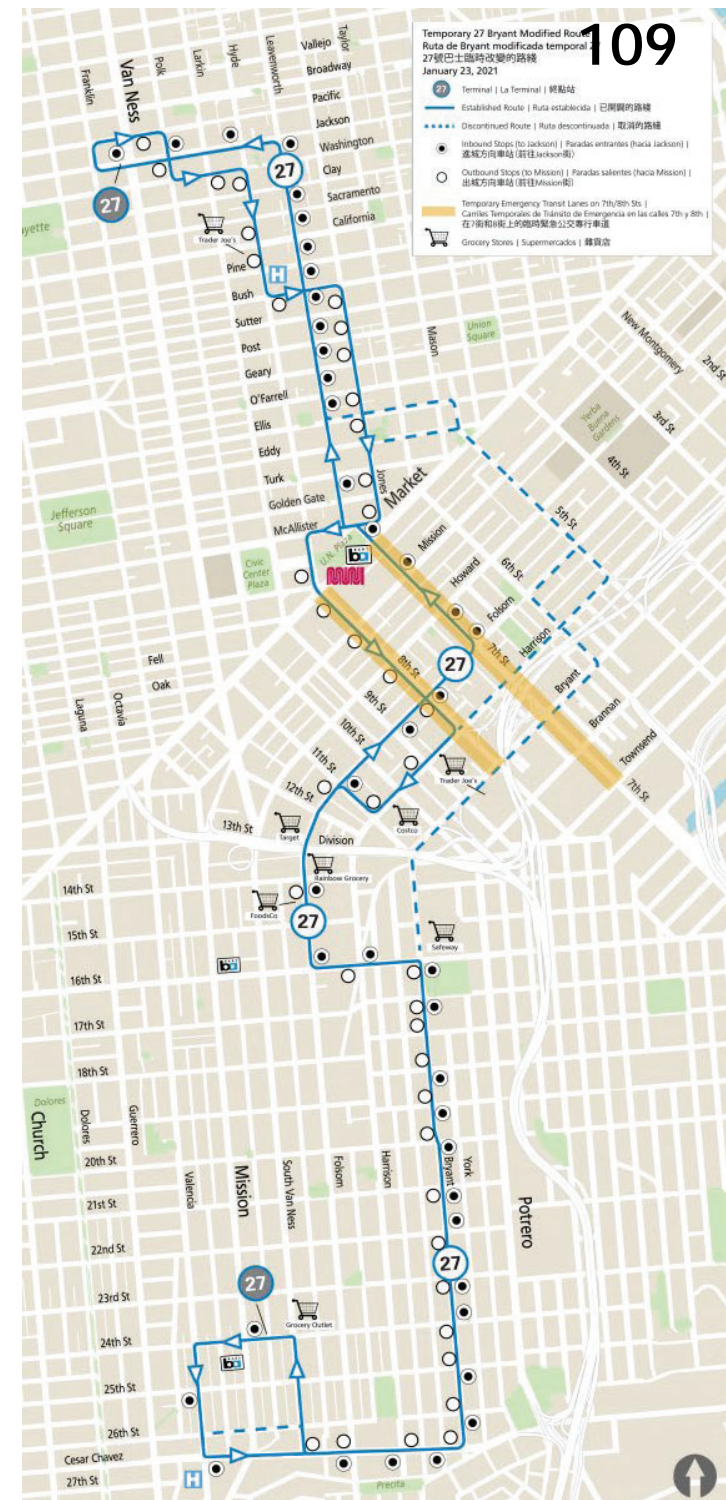 109
Temporary 27 Bryant Modified Rout
Ruta de Bryant modificada temporal 2
27號巴士臨時改變的路綫
January 23, 2021
27 Terminal | La Terminal | 終點站
Established Route | Ruta establecida | 已開闢的路綫
Discontinued Route | Ruta descontinuada | 取消的路綫
Inbound Stops (to Jackson) | Paradas entrantes (hacia Jackson) |
進城方向車站 (前往Jackson街)
Outbound Stops (to Mission) | Paradas salientes (hacia Mission) |
出城方向車站 (前往Mission街)
Temporary Emergency Transit Lanes on 7th/8th Sts |
Carriles Temporales de Tránsito de Emergencia en las calles 7th y 8th |
在7街和8街上的臨時緊急公交專行車道
Grocery Stores | Supermercados | 雜貨店
Franklin
Van Ness
Polk
Larkin
Hyde
Leavenworth
Taylor
Vallejo
Broadway
Pacific
Jackson
Washington
Clay
Sacramento
California
27
27
ayette
Trader Joe's
Pine
H
Bush
Sutter
Post
Geary
O'Farrell
Ellis
Eddy
Turk
Golden Gate
McAllister
Mason
Union
Square
New Montgomery
2nd St
3rd St
4th St
5th St
6th St
Yerba
Buena
Gardens
Jones
Market
Jefferson
Square
Civic
Center
Plaza
U.N. Plaza
ba
MUNI
Mission
Howard
Folsom
7th St
Harrison
Bryant
Brannan
Townsend
7th St
27
8th St
9th St
10th St
11th St
12th St
13th St
Fell
Oak
Laguna
Octavia
Trader Joe's
Target
Costco
Division
Rainbow Grocery
FoodsCo
27
Safeway
14th St
15th St
ba
16th St
17th St
18th St
Dolores
Church
Dolores
Guerrero
20th St
Valencia
Mission
South Van Ness
Folsom
Harrison
Bryant
York
Potrero
21st St
22nd St
27
27
23rd St
Grocery Outlet
24th St
ba
25th St
26th St
Cesar Chavez
27th St
H
Precita